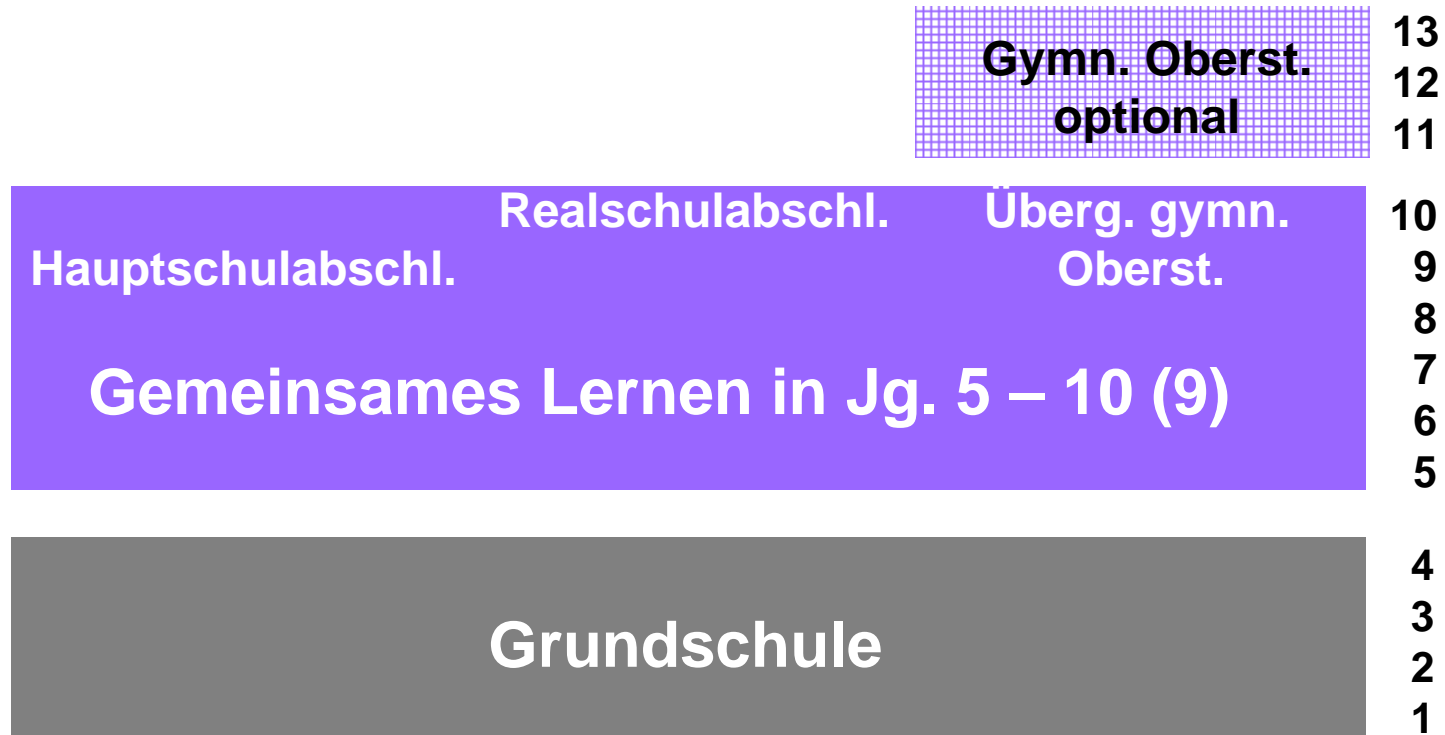 Gymn. Oberst.
optional
13
12
11
Realschulabschl.
Überg. gymn.
Hauptschulabschl.
Oberst.
Gemeinsames Lernen in Jg. 5 – 10 (9)
10
9
8
7
6
5
Grundschule
4
3
2
1